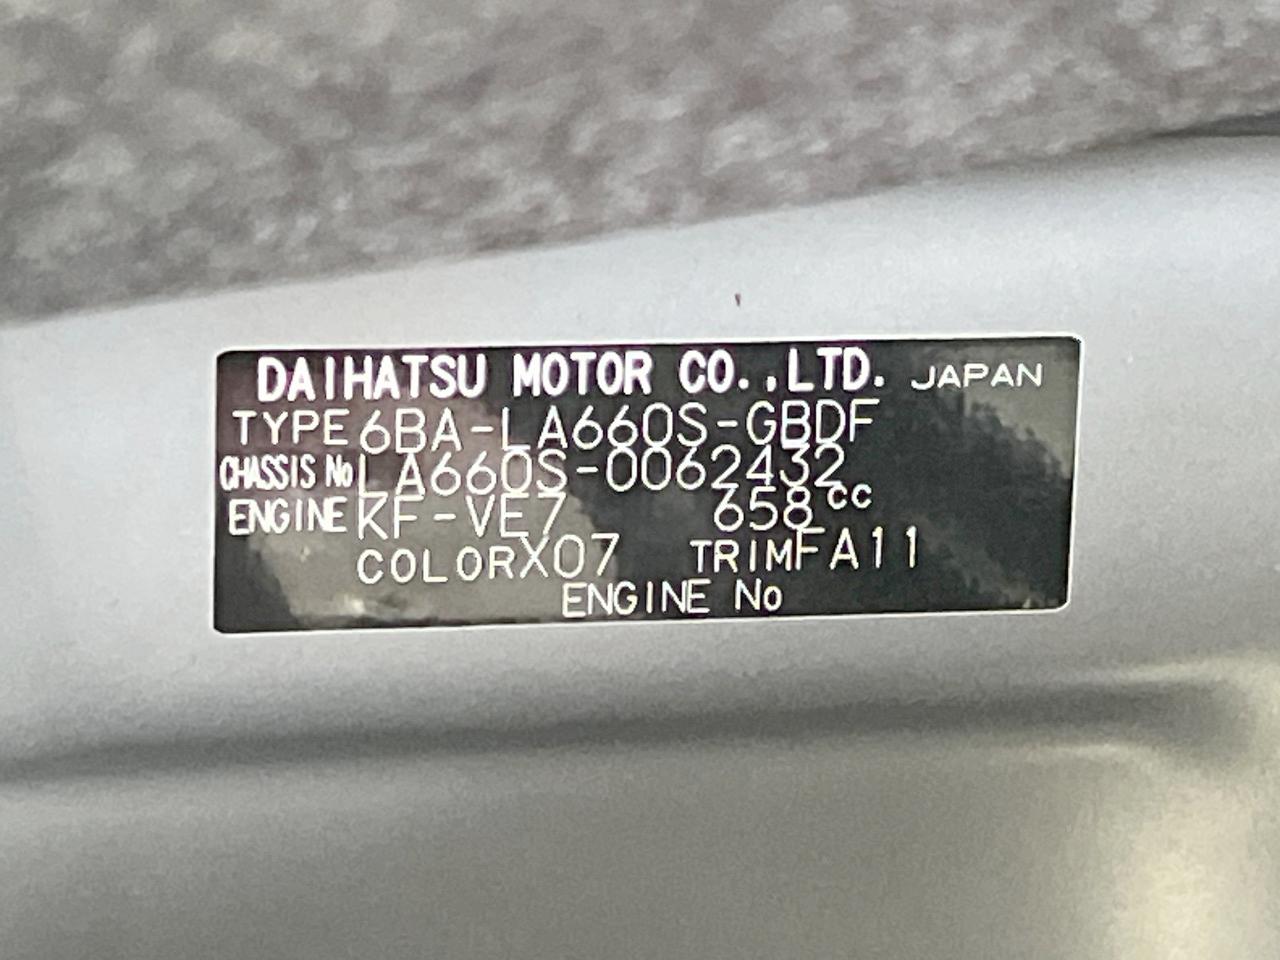 DAIHATSU MOTOR CO.,LTD. JAPAN
TYPE 6BA-LA660S-GBDF
CHASSIS No LA660S-0062432
ENGINE KF-VE7 658cc
COLOR X07 TRIM FA11
ENGINE No